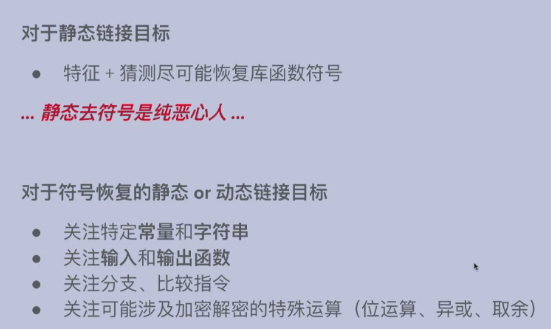 对于静态链接目标
● 特征 + 猜测尽可能恢复库函数符号
... 静态去符号是纯恶心人 ...
对于符号恢复的静态 or 动态链接目标
● 关注特定常量和字符串
● 关注输入和输出函数
● 关注分支、比较指令
● 关注可能涉及加密解密的特殊运算（位运算、异或、取余）